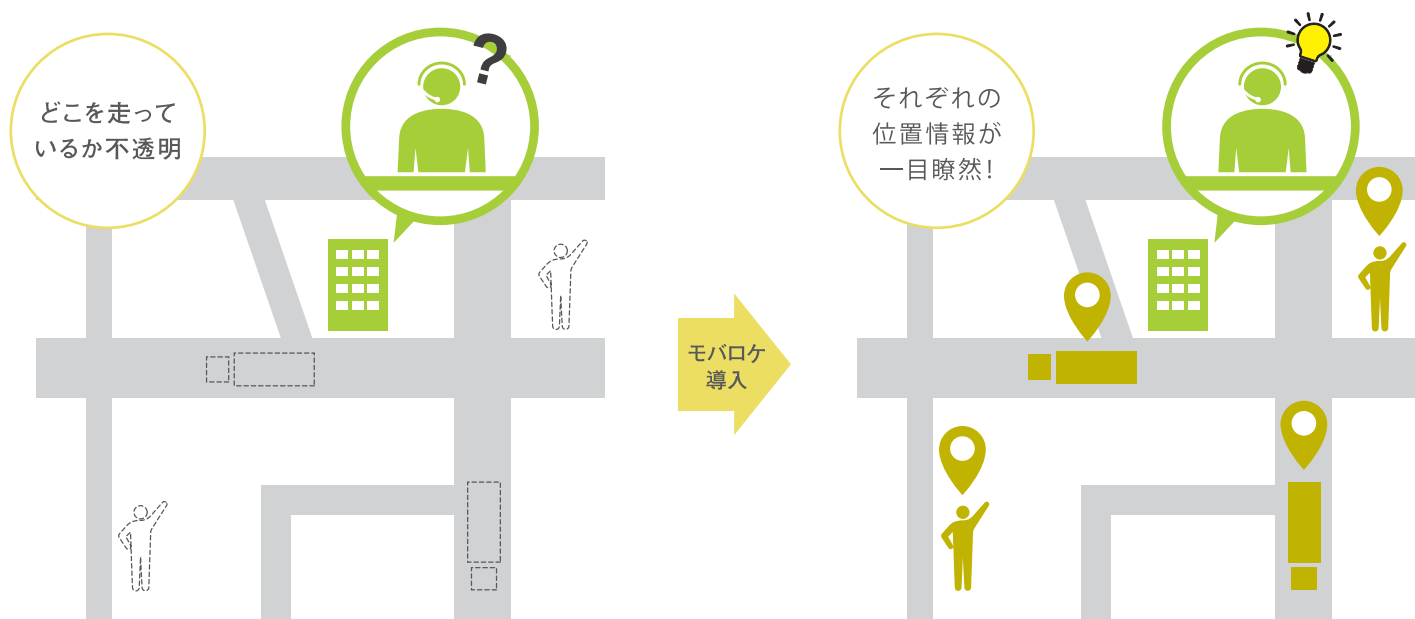 どこを走って
いるか不透明
?
モバロケ
導入
それぞれの
位置情報が
一目瞭然!